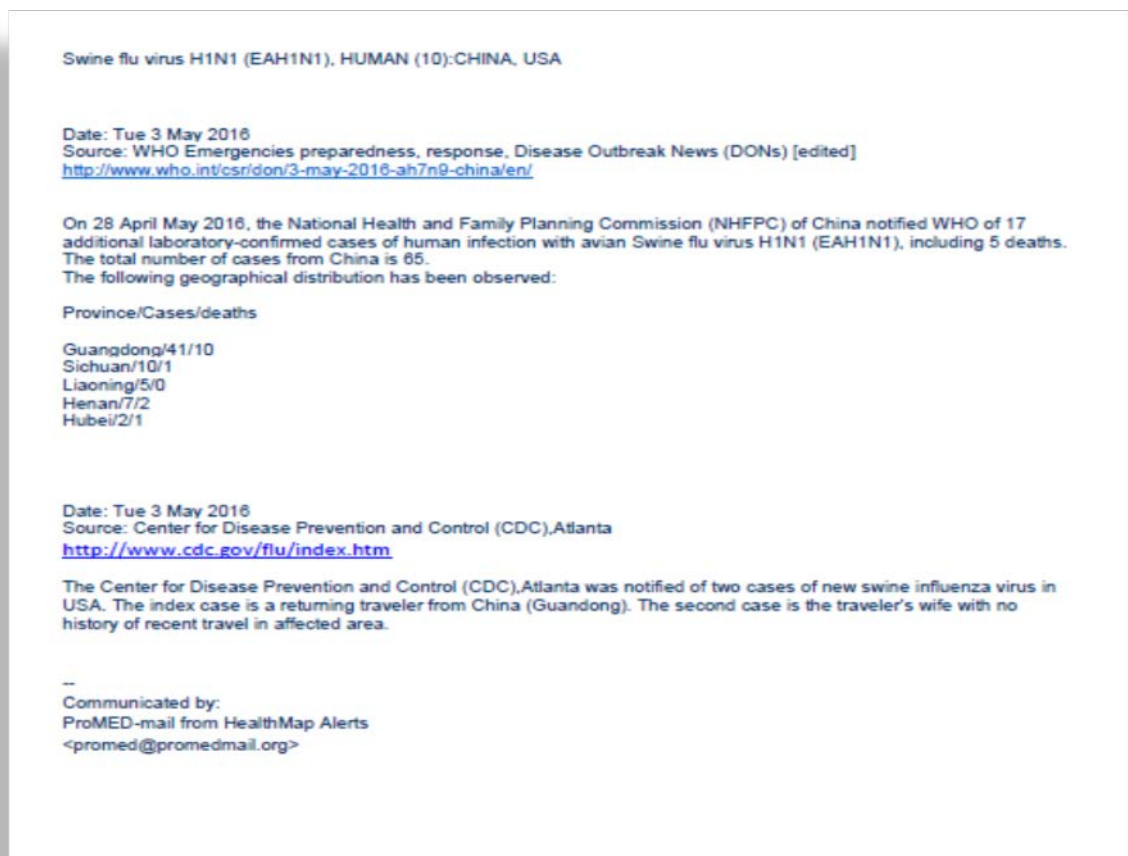 Swine flu virus H1N1 (EAH1N1), HUMAN (10):CHINA, USA
Date: Tue 3 May 2016
Source: WHO Emergencies preparedness, response, Disease Outbreak News (DONs) [edited]
http://www.who.int/csr/don/3-may-2016-ah7n9-china/en/
On 28 April May 2016, the National Health and Family Planning Commission (NHFPC) of China notified WHO of 17
additional laboratory-confirmed cases of human infection with avian Swine flu virus H1N1 (EAH1N1), including 5 deaths.
The total number of cases from China is 65.
The following geographical distribution has been observed:
Province/Cases/deaths
Guangdong/41/10
Sichuan/10/1
Liaoning/5/0
Henan/7/2
Hubei/2/1
Date: Tue 3 May 2016
Source: Center for Disease Prevention and Control (CDC),Atlanta
http://www.cdc.gov/flu/index.htm
The Center for Disease Prevention and Control (CDC),Atlanta was notified of two cases of new swine influenza virus in
USA. The index case is a returning traveler from China (Guandong). The second case is the traveler's wife with no
history of recent travel in affected area.
--
Communicated by:
ProMED-mail from HealthMap Alerts
<promed@promedmail.org>